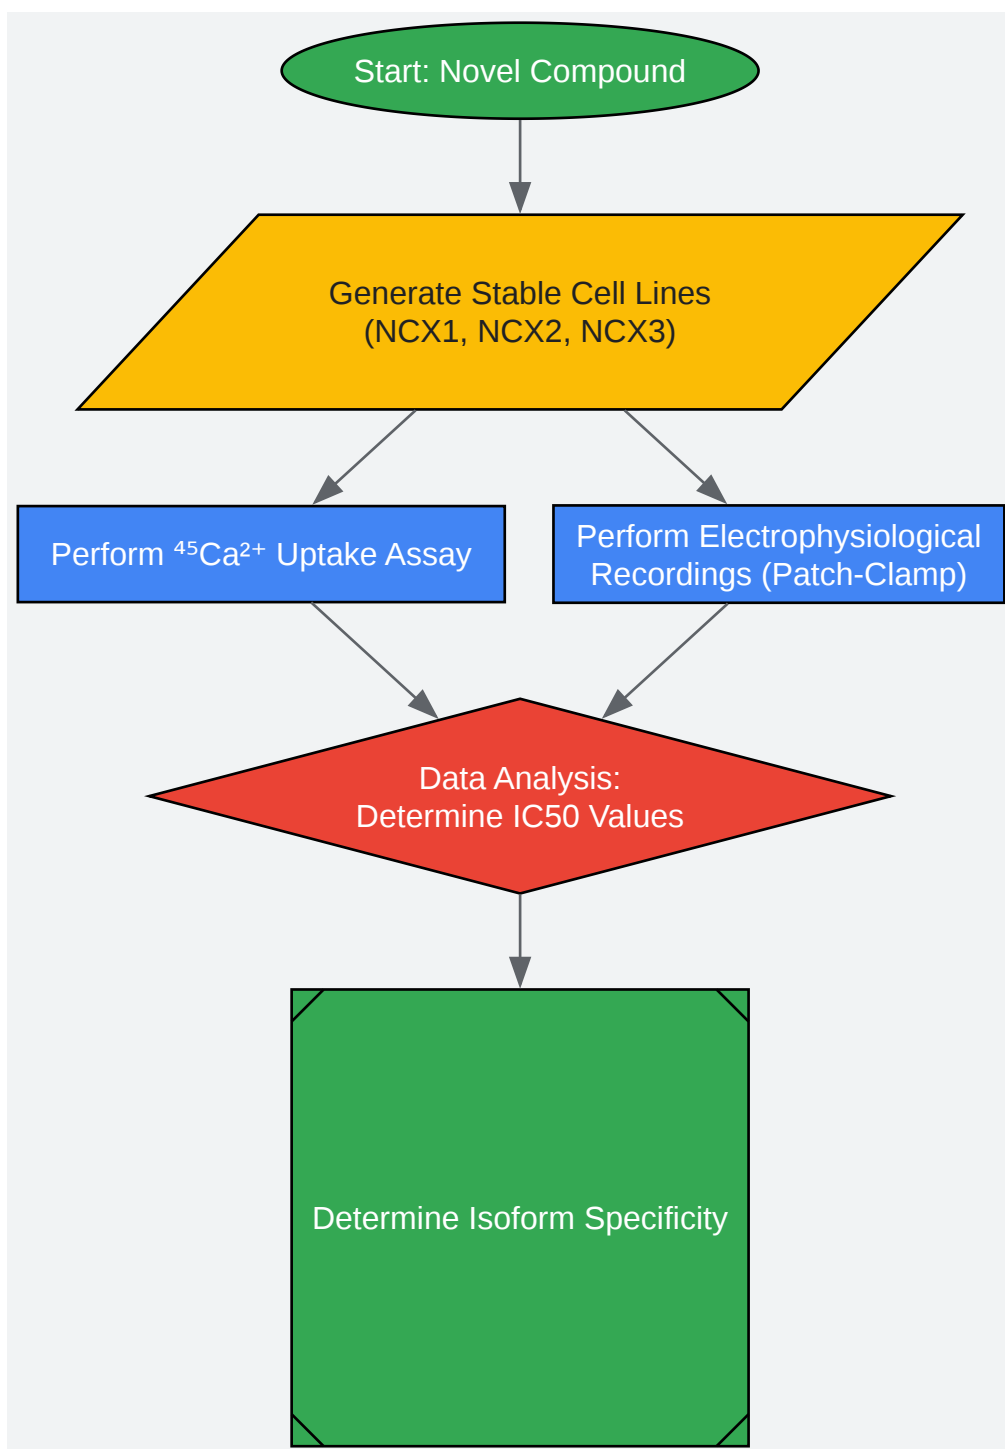 Start: Novel Compound
Generate Stable Cell Lines
(NCX1, NCX2, NCX3)
Perform ⁴⁵Ca²⁺ Uptake Assay
Perform Electrophysiological
Recordings (Patch-Clamp)
Data Analysis:
Determine IC50 Values
Determine Isoform Specificity